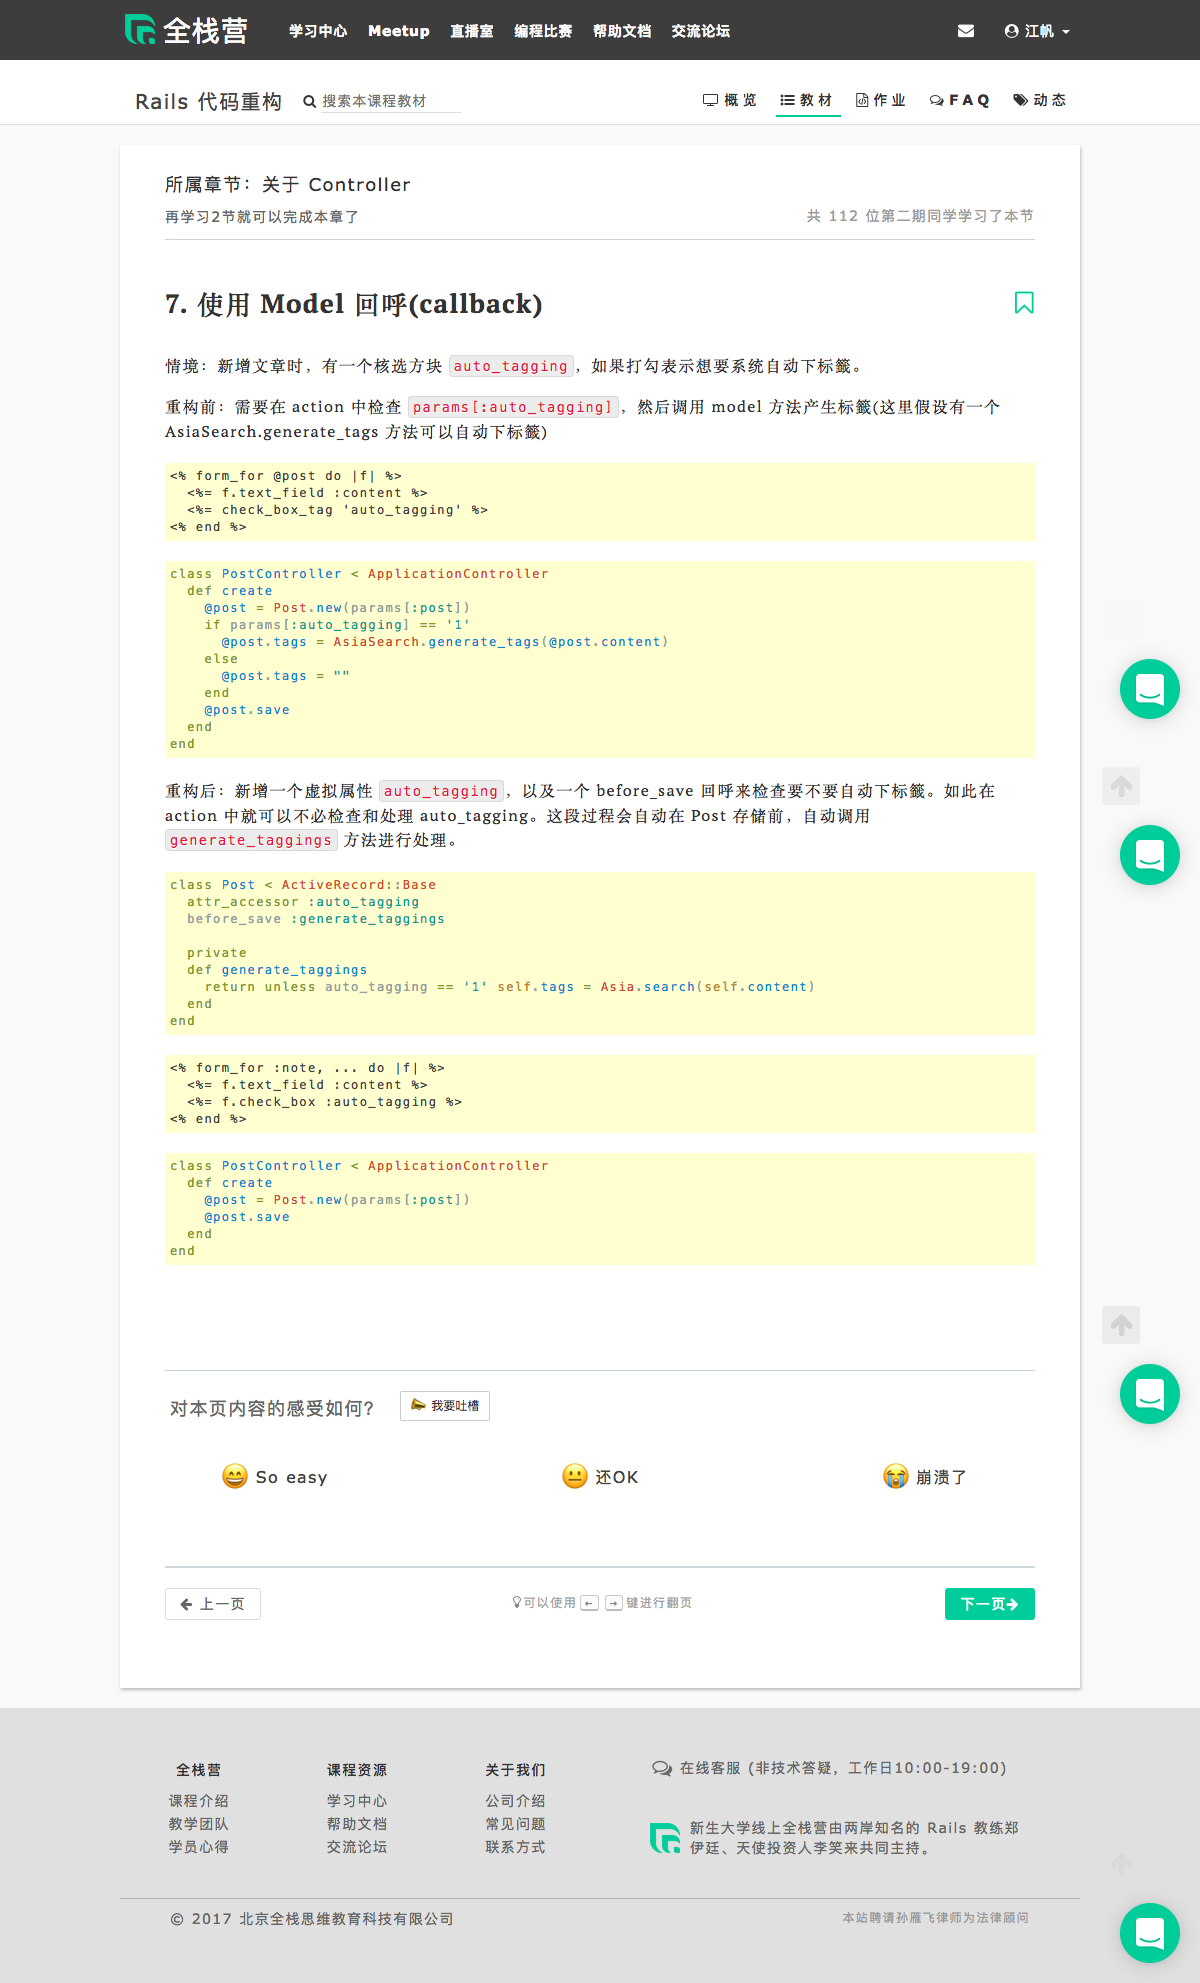 全栈营 学习中心 Meetup 直播室 编程比赛 帮助文档 交流论坛 江帆
Rails 代码重构 搜索本课程教材 概览 教材 作业 FAQ 动态
所属章节：关于 Controller
再学习2节就可以完成本章了 共 112 位第二期同学学习了本节
7. 使用 Model 回呼(callback)
情境：新增文章时，有一个核选方块 auto_tagging，如果打勾表示想要系统自动下标籤。
重构前：需要在 action 中检查 params[:auto_tagging]，然后调用 model 方法产生标籤(这里假设有一个
AsiaSearch.generate_tags 方法可以自动下标籤)
<% form_for @post do |f| %>
  <%= f.text_field :content %>
  <%= check_box_tag 'auto_tagging' %>
<% end %>
class PostController < ApplicationController
  def create
    @post = Post.new(params[:post])
    if params[:auto_tagging] == '1'
      @post.tags = AsiaSearch.generate_tags(@post.content)
    else
      @post.tags = ""
    end
    @post.save
  end
end
重构后：新增一个虚拟属性 auto_tagging，以及一个 before_save 回呼来检查要不要自动下标籤。如此在
action 中就可以不必检查和处理 auto_tagging。这段过程会自动在 Post 存储前，自动调用
generate_taggings 方法进行处理。
class Post < ActiveRecord::Base
  attr_accessor :auto_tagging
  before_save :generate_taggings
  private
  def generate_taggings
    return unless auto_tagging == '1' self.tags = Asia.search(self.content)
  end
end
<% form_for :note, ... do |f| %>
  <%= f.text_field :content %>
  <%= f.check_box :auto_tagging %>
<% end %>
class PostController < ApplicationController
  def create
    @post = Post.new(params[:post])
    @post.save
  end
end
对本页内容的感受如何? 我要吐槽
So easy 还OK 崩溃了
上一页 可以使用 ← → 键进行翻页 下一页
全栈营 课程资源 关于我们 在线客服 (非技术答疑，工作日10:00-19:00)
课程介绍 学习中心 公司介绍
教学团队 帮助文档 常见问题 新生大学线上全栈营由两岸知名的 Rails 教练郑
学员心得 交流论坛 联系方式 伊廷、天使投资人李笑来共同主持。
© 2017 北京全栈思维教育科技有限公司 本站聘请孙雁飞律师为法律顾问